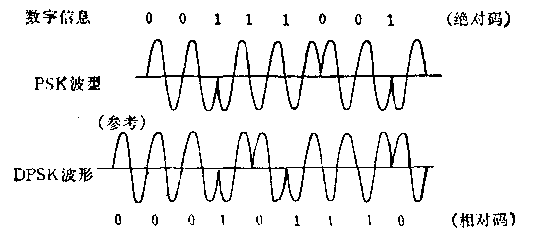 数字信息 0 0 1 1 1 0 0 1 (绝对码)
PSK波型
(参考)
DPSK波形
0 0 0 1 0 1 1 1 0 (相对码)